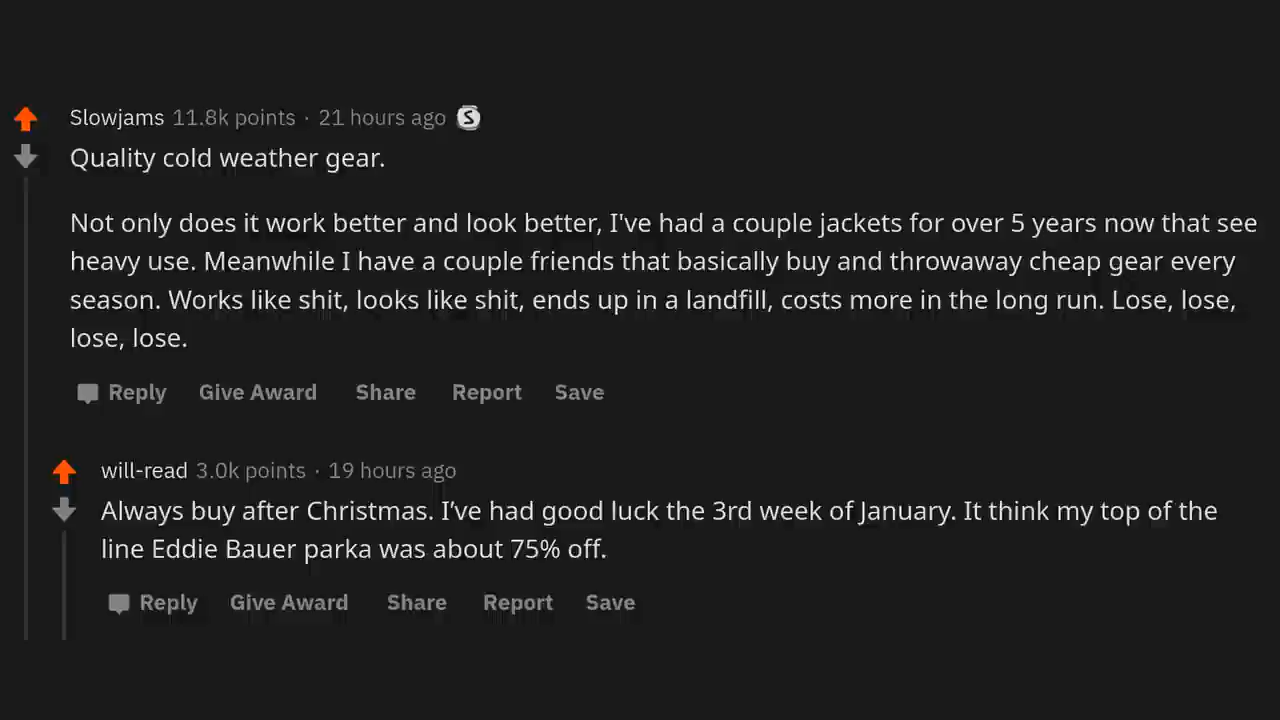 Slowjams 11.8k points · 21 hours ago S
Quality cold weather gear.
Not only does it work better and look better, I've had a couple jackets for over 5 years now that see
heavy use. Meanwhile I have a couple friends that basically buy and throwaway cheap gear every
season. Works like shit, looks like shit, ends up in a landfill, costs more in the long run. Lose, lose,
lose, lose.
Reply Give Award Share Report Save
will-read 3.0k points · 19 hours ago
Always buy after Christmas. I’ve had good luck the 3rd week of January. It think my top of the
line Eddie Bauer parka was about 75% off.
Reply Give Award Share Report Save